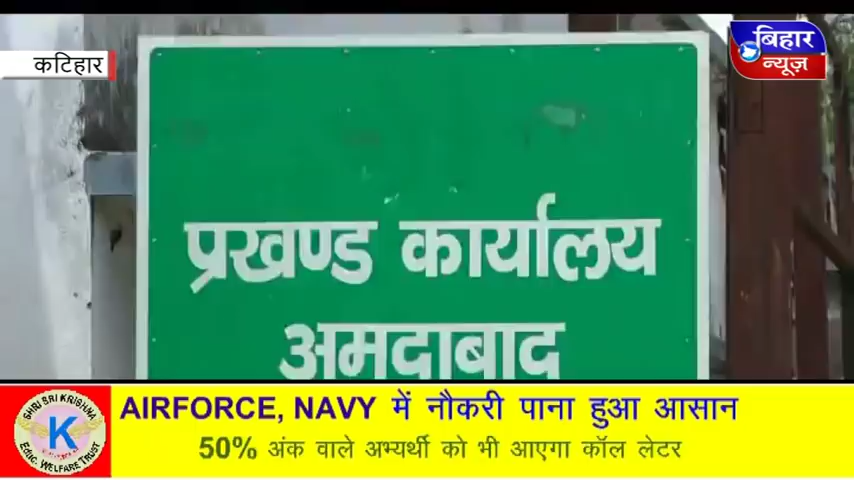 कटिहार
बिहार
न्यूज़
प्रखण्ड कार्यालय
अमदाबाद
SHRI SRI KRISHNA
K
EDUC. WELFARE TRUST
AIRFORCE, NAVY में नौकरी पाना हुआ आसान
50% अंक वाले अभ्यर्थी को भी आएगा कॉल लेटर